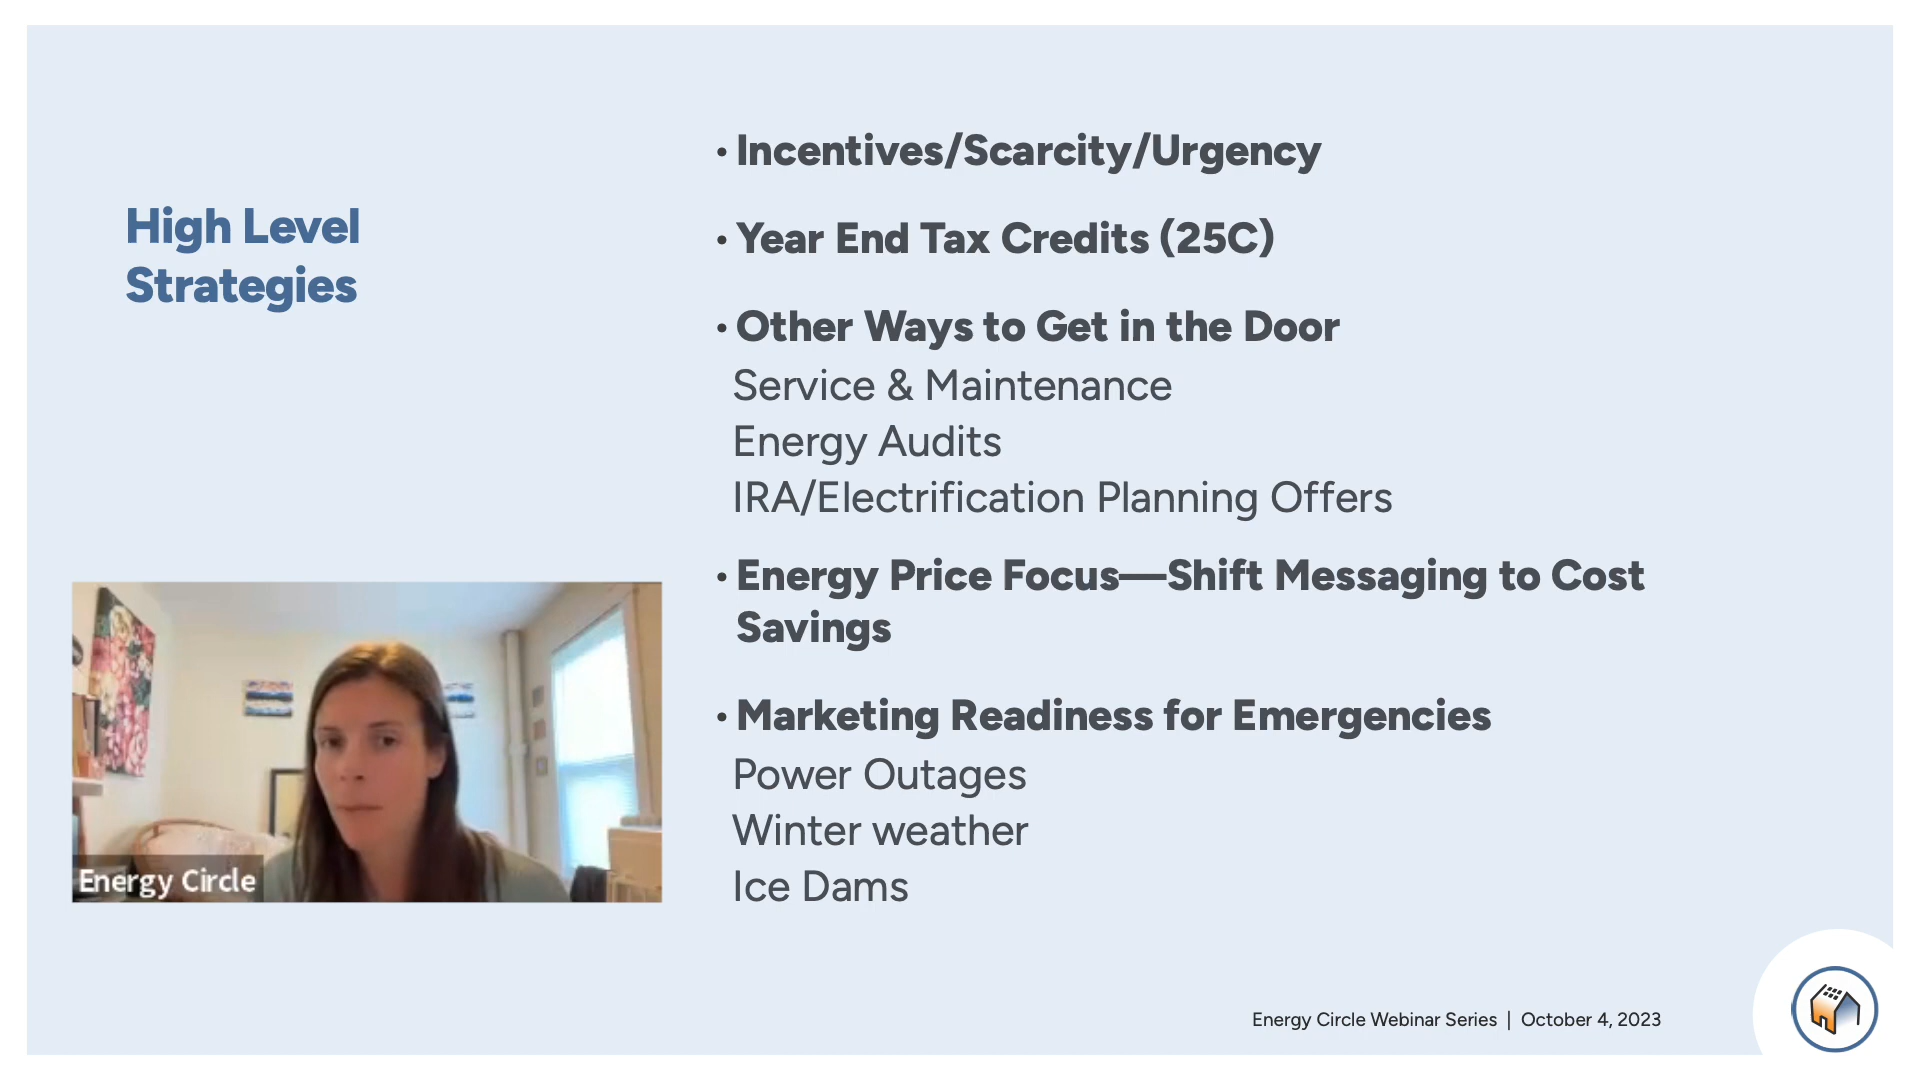 High Level
Strategies
• Incentives/Scarcity/Urgency
• Year End Tax Credits (25C)
• Other Ways to Get in the Door
Service & Maintenance
Energy Audits
IRA/Electrification Planning Offers
• Energy Price Focus—Shift Messaging to Cost
Savings
• Marketing Readiness for Emergencies
Power Outages
Winter weather
Ice Dams
Energy Circle
Energy Circle Webinar Series | October 4, 2023